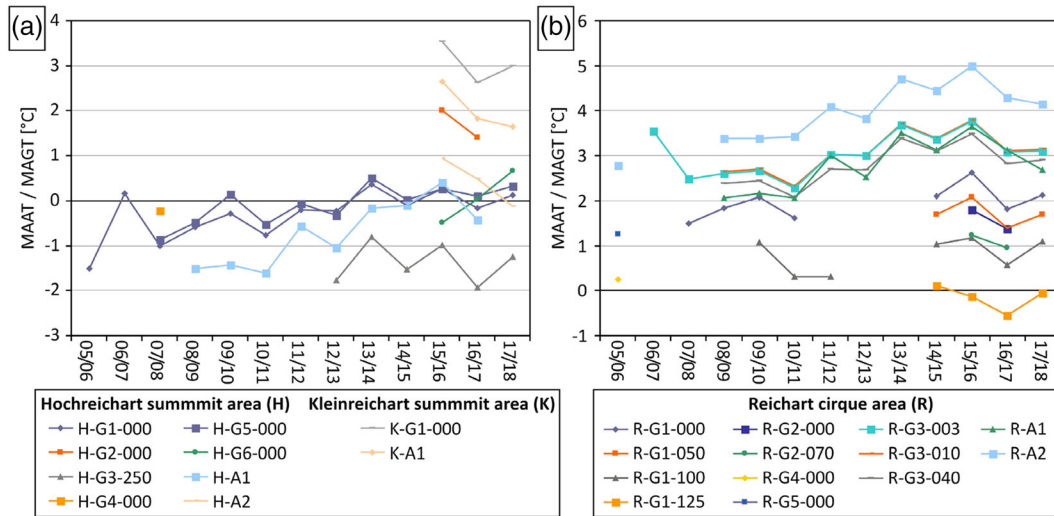 (a)
MAAT / MAGT [°C]
4
3
2
1
0
-1
-2
-3
05/06 06/07 07/08 08/09 09/10 10/11 11/12 12/13 13/14 14/15 15/16 16/17 17/18
Hochreichart summmit area (H) Kleinreichart summmit area (K)
H-G1-000 H-G5-000 K-G1-000
H-G2-000 H-G6-000 K-A1
H-G3-250 H-A1
H-G4-000 H-A2
(b)
MAAT / MAGT [°C]
6
5
4
3
2
1
0
-1
05/06 06/07 07/08 08/09 09/10 10/11 11/12 12/13 13/14 14/15 15/16 16/17 17/18
Reichart cirque area (R)
R-G1-000 R-G2-000 R-G3-003 R-A1
R-G1-050 R-G2-070 R-G3-010 R-A2
R-G1-100 R-G4-000 R-G3-040
R-G1-125 R-G5-000